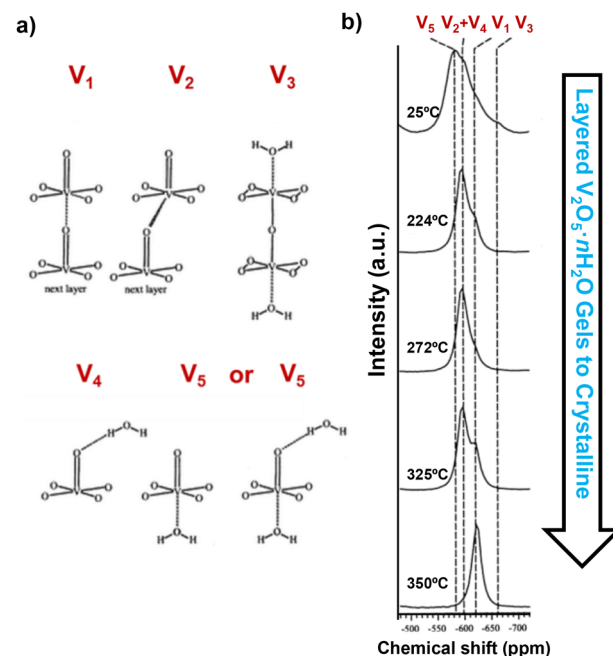 a)
V₁ V₂ V₃
O
O O V O O
O
O O V O O
next layer
O
O O V O O
O
O O V O O
next layer
H O H
O O V O O
O
O O V O O
H O H
V₄ V₅ or V₅
H O H
O
O O V O O
O
O O V O O
H O H
H O H
O
O O V O O
H O H
b)
V₅ V₂+V₄ V₁ V₃
25ºC
224ºC
272ºC
325ºC
350ºC
Intensity (a.u.)
-500 -550 -600 -650 -700
Chemical shift (ppm)
Layered V₂O₅·nH₂O Gels to Crystalline